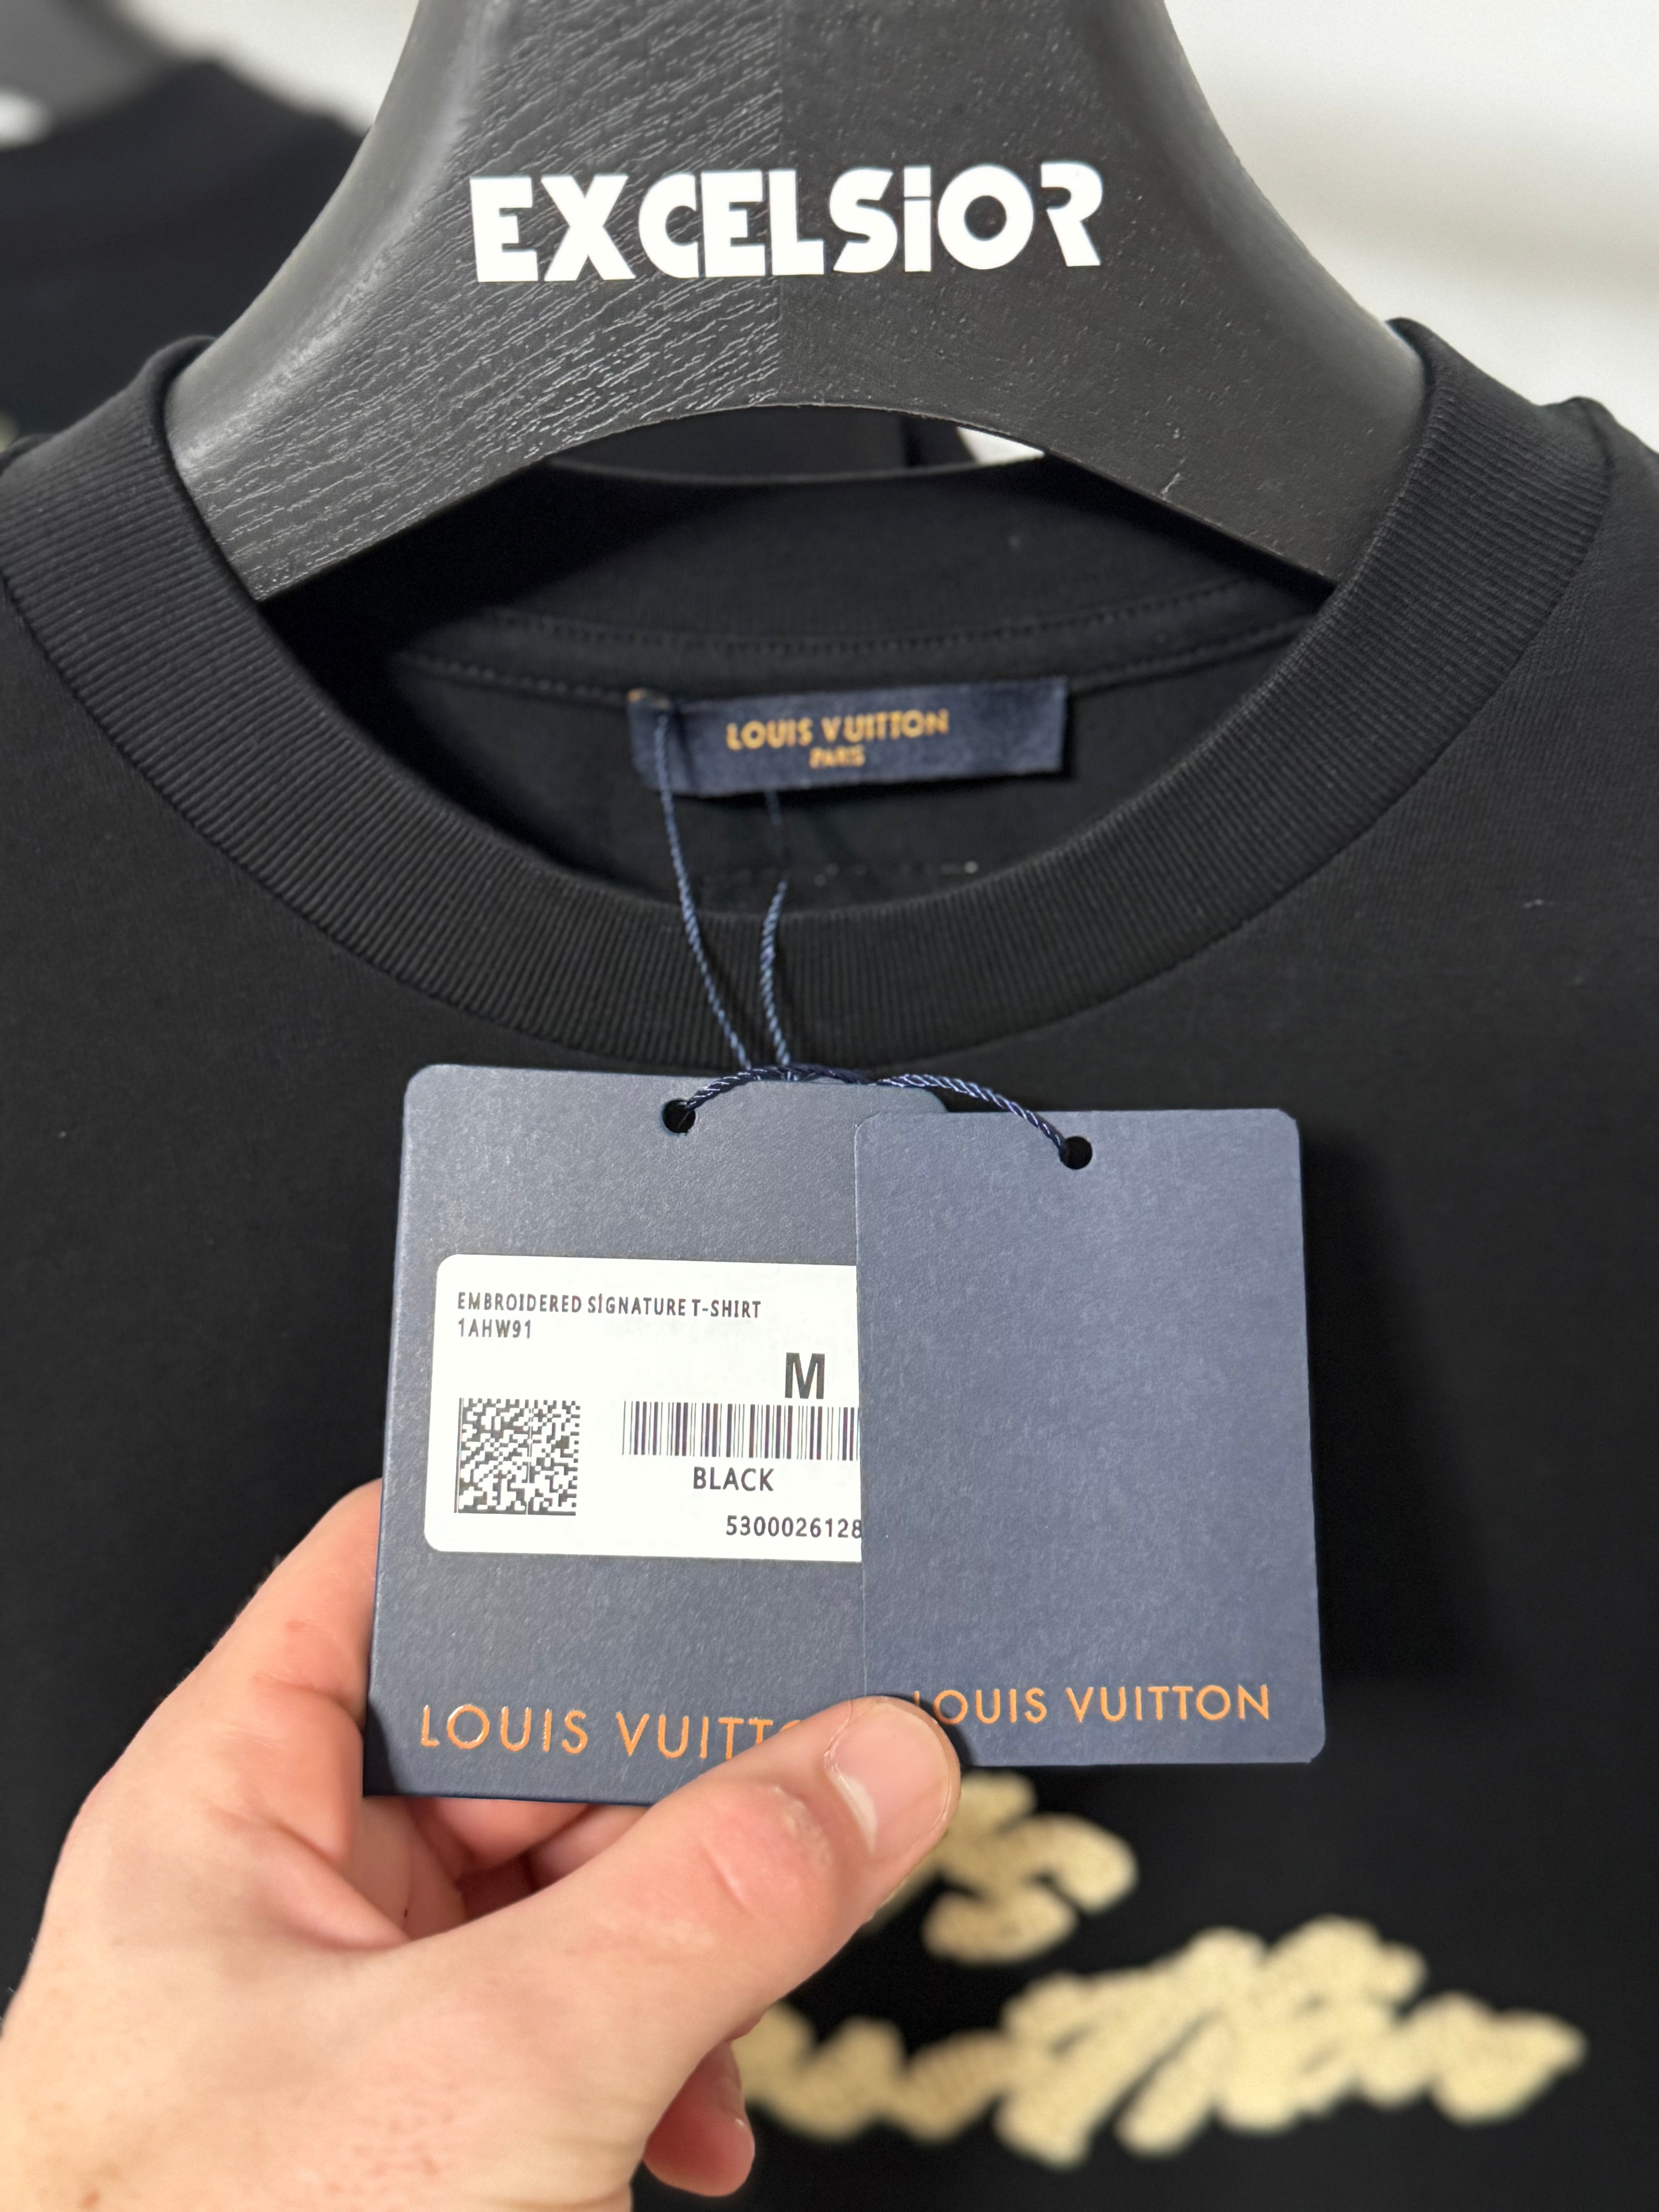 EXCELSiOR
LOUIS VUITTON
PARIS
EMBROIDERED SIGNATURE T-SHIRT
1AHW91
M
BLACK
5300026128
LOUIS VUITT
LOUIS VUITTON